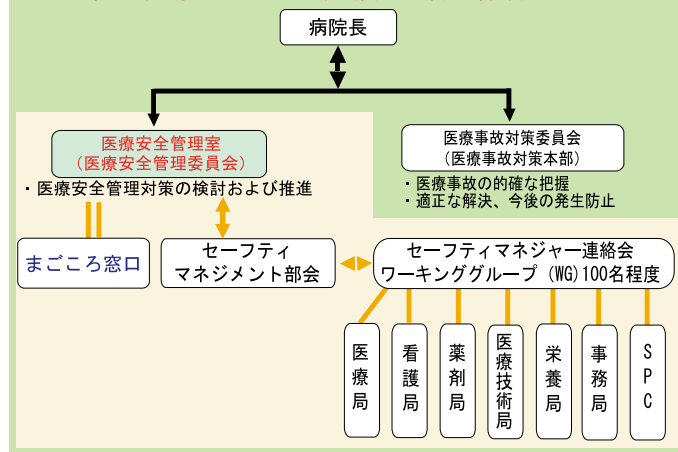 病院長
医療安全管理室
（医療安全管理委員会）
・医療安全管理対策の検討および推進
医療事故対策委員会
（医療事故対策本部）
・医療事故の的確な把握
・適正な解決、今後の発生防止
まごころ窓口
セーフティ
マネジメント部会
セーフティマネジャー連絡会
ワーキンググループ (WG)100名程度
医療局
看護局
薬剤局
医療技術局
栄養局
事務局
SPC